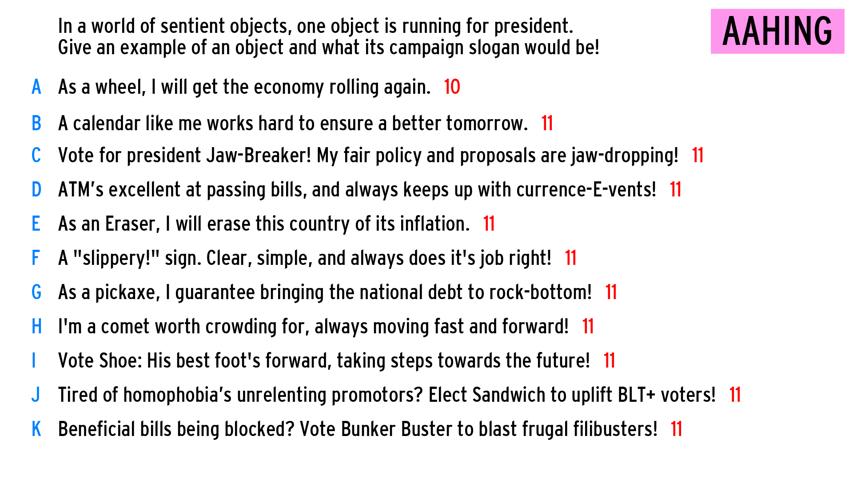 In a world of sentient objects, one object is running for president.
Give an example of an object and what its campaign slogan would be!
AAHING
A As a wheel, I will get the economy rolling again. 10
B A calendar like me works hard to ensure a better tomorrow. 11
C Vote for president Jaw-Breaker! My fair policy and proposals are jaw-dropping! 11
D ATM's excellent at passing bills, and always keeps up with currence-E-vents! 11
E As an Eraser, I will erase this country of its inflation. 11
F A "slippery!" sign. Clear, simple, and always does it's job right! 11
G As a pickaxe, I guarantee bringing the national debt to rock-bottom! 11
H I'm a comet worth crowding for, always moving fast and forward! 11
I Vote Shoe: His best foot's forward, taking steps towards the future! 11
J Tired of homophobia's unrelenting promotors? Elect Sandwich to uplift BLT+ voters! 11
K Beneficial bills being blocked? Vote Bunker Buster to blast frugal filibusters! 11